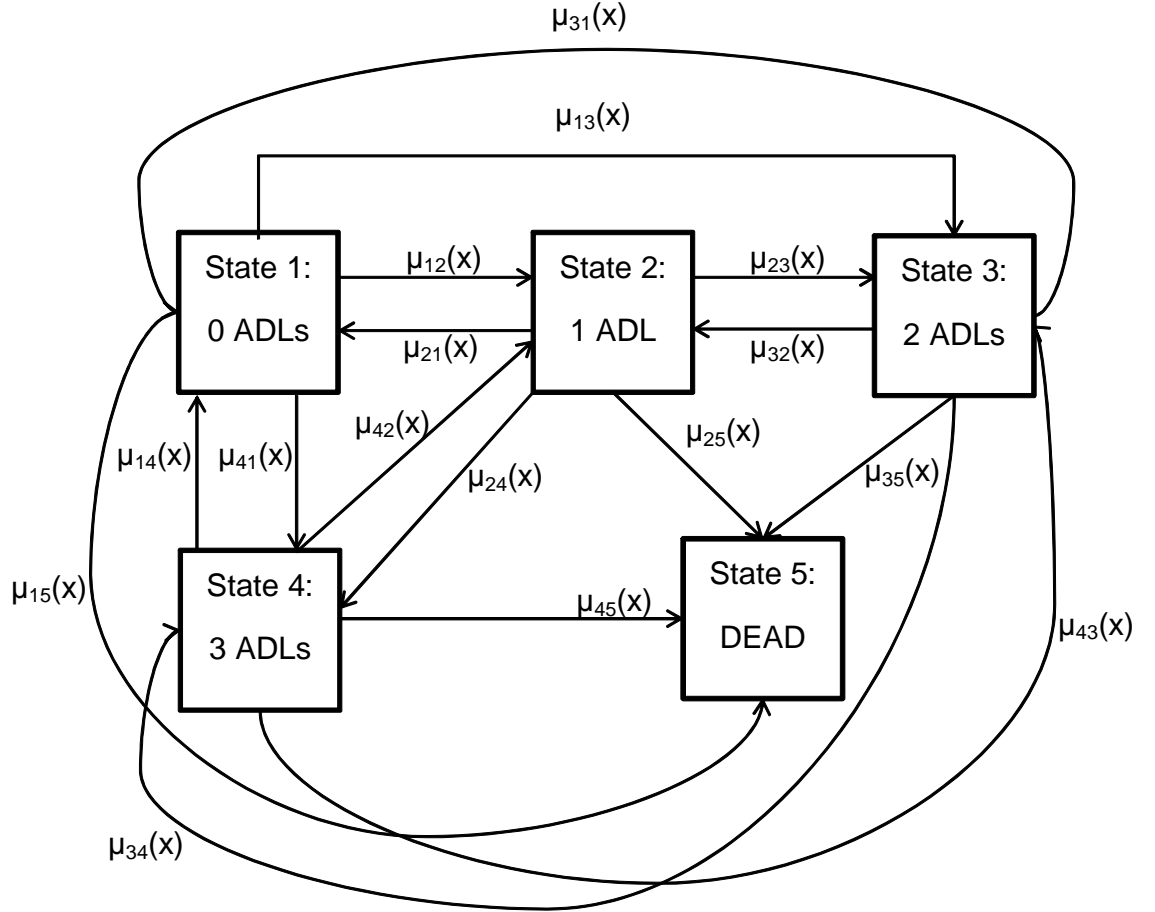 μ₃₁(x)
μ₁₃(x)
State 1:
0 ADLs
μ₁₂(x)
μ₂₁(x)
State 2:
1 ADL
μ₂₃(x)
μ₃₂(x)
State 3:
2 ADLs
μ₁₄(x)
μ₄₁(x)
μ₄₂(x)
μ₂₄(x)
μ₂₅(x)
μ₃₅(x)
μ₁₅(x)
State 4:
3 ADLs
μ₄₅(x)
State 5:
DEAD
μ₄₃(x)
μ₃₄(x)